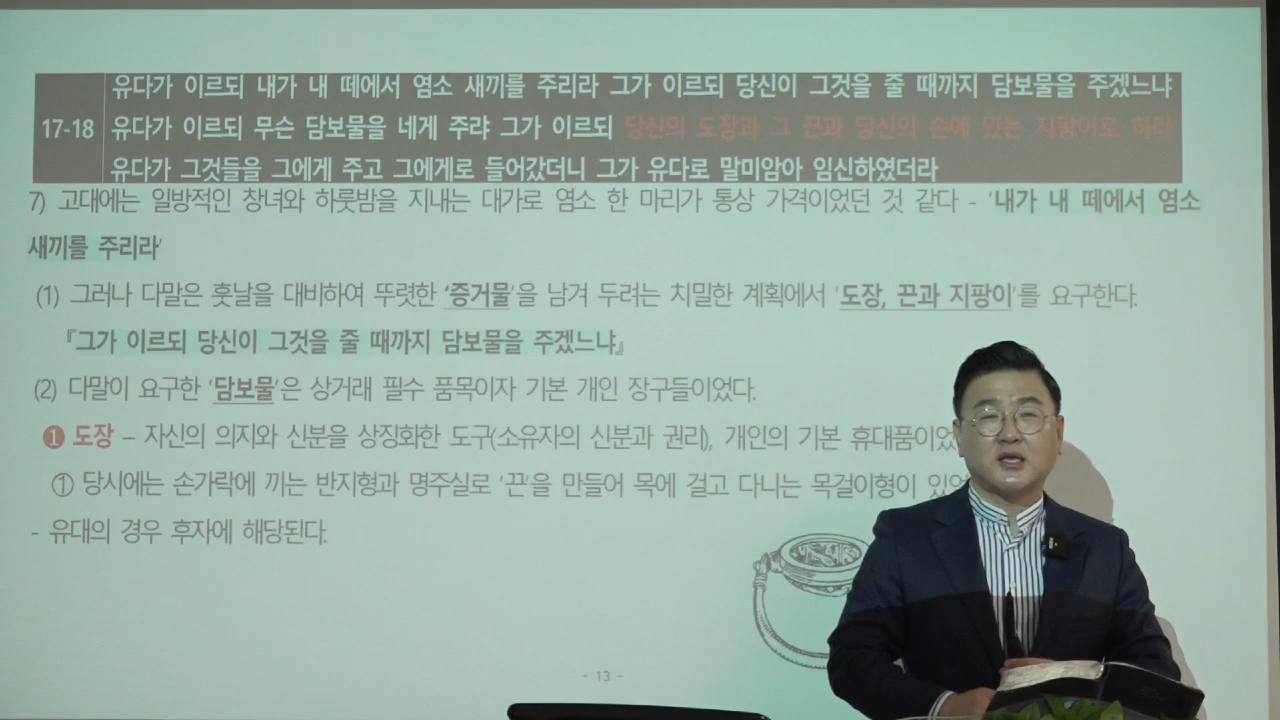 유다가 이르되 내가 내 떼에서 염소 새끼를 주리라 그가 이르되 당신이 그것을 줄 때까지 담보물을 주겠느냐
17-18 유다가 이르되 무슨 담보물을 네게 주랴 그가 이르되 당신의 도장과 그 끈과 당신의 손에 있는 지팡이로 하라
유다가 그것들을 그에게 주고 그에게로 들어갔더니 그가 유다로 말미암아 임신하였더라
7) 고대에는 일방적인 창녀와 하룻밤을 지내는 대가로 염소 한 마리가 통상 가격이었던 것 같다 - '내가 내 떼에서 염소
새끼를 주리라'
(1) 그러나 다말은 훗날을 대비하여 뚜렷한 '증거물'을 남겨 두려는 치밀한 계획에서 '도장, 끈과 지팡이'를 요구한다.
『그가 이르되 당신이 그것을 줄 때까지 담보물을 주겠느냐』
(2) 다말이 요구한 '담보물'은 상거래 필수 품목이자 기본 개인 장구들이었다.
❶ 도장 – 자신의 의지와 신분을 상징화한 도구(소유자의 신분과 권리), 개인의 기본 휴대품이었
① 당시에는 손가락에 끼는 반지형과 명주실로 '끈'을 만들어 목에 걸고 다니는 목걸이형이 있었
- 유대의 경우 후자에 해당된다.
- 13 -